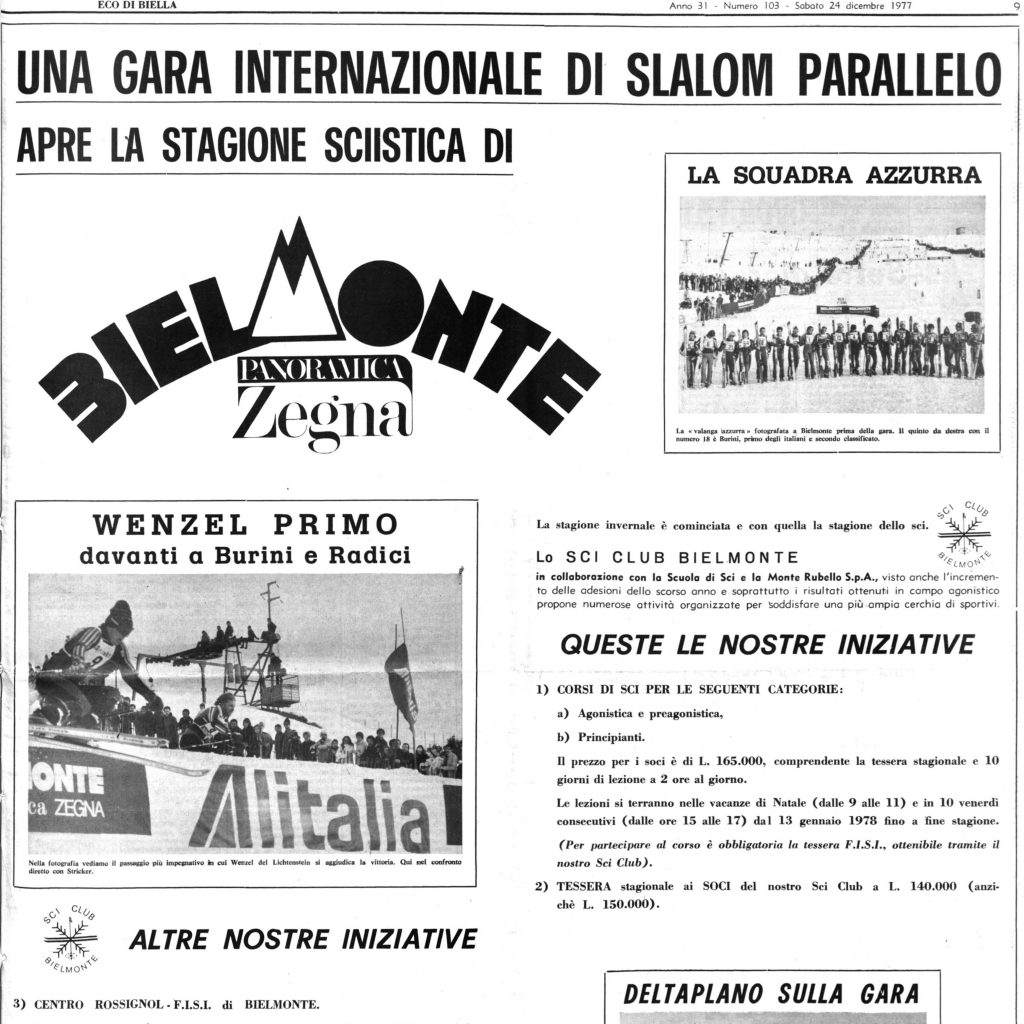 ECO DI BIELLA
Anno 31 - Numero 103 - Sabato 24 dicembre 1977
9
UNA GARA INTERNAZIONALE DI SLALOM PARALLELO
APRE LA STAGIONE SCIISTICA DI
BIELMONTE
PANORAMICA
Zegna
LA SQUADRA AZZURRA
La «valanga azzurra» fotografata a Bielmonte prima della gara. Il quinto da destra con il
numero 18 è Burini, primo degli italiani e secondo classificato.
WENZEL PRIMO
davanti a Burini e Radici
MONTE
ca ZEGNA
Alitalia
Nella fotografia vediamo il passaggio più impegnativo in cui Wenzel del Lichtenstein si aggiudica la vittoria. Qui nel confronto
diretto con Stricker.
SCI CLUB
BIELMONTE
ALTRE NOSTRE INIZIATIVE
3) CENTRO ROSSIGNOL - F.I.S.I. di BIELMONTE.
La stagione invernale è cominciata e con quella la stagione dello sci.
SCI CLUB
BIELMONTE
Lo SCI CLUB BIELMONTE
in collaborazione con la Scuola di Sci e la Monte Rubello S.p.A., visto anche l'incremen-
to delle adesioni dello scorso anno e soprattutto i risultati ottenuti in campo agonistico
propone numerose attività organizzate per soddisfare una più ampia cerchia di sportivi.
QUESTE LE NOSTRE INIZIATIVE
1) CORSI DI SCI PER LE SEGUENTI CATEGORIE:
a) Agonistica e preagonistica,
b) Principianti.
Il prezzo per i soci è di L. 165.000, comprendente la tessera stagionale e 10
giorni di lezione a 2 ore al giorno.
Le lezioni si terranno nelle vacanze di Natale (dalle 9 alle 11) e in 10 venerdì
consecutivi (dalle ore 15 alle 17) dal 13 gennaio 1978 fino a fine stagione.
(Per partecipare al corso è obbligatoria la tessera F.I.S.I., ottenibile tramite il
nostro Sci Club).
2) TESSERA stagionale ai SOCI del nostro Sci Club a L. 140.000 (anzi-
chè L. 150.000).
DELTAPLANO SULLA GARA